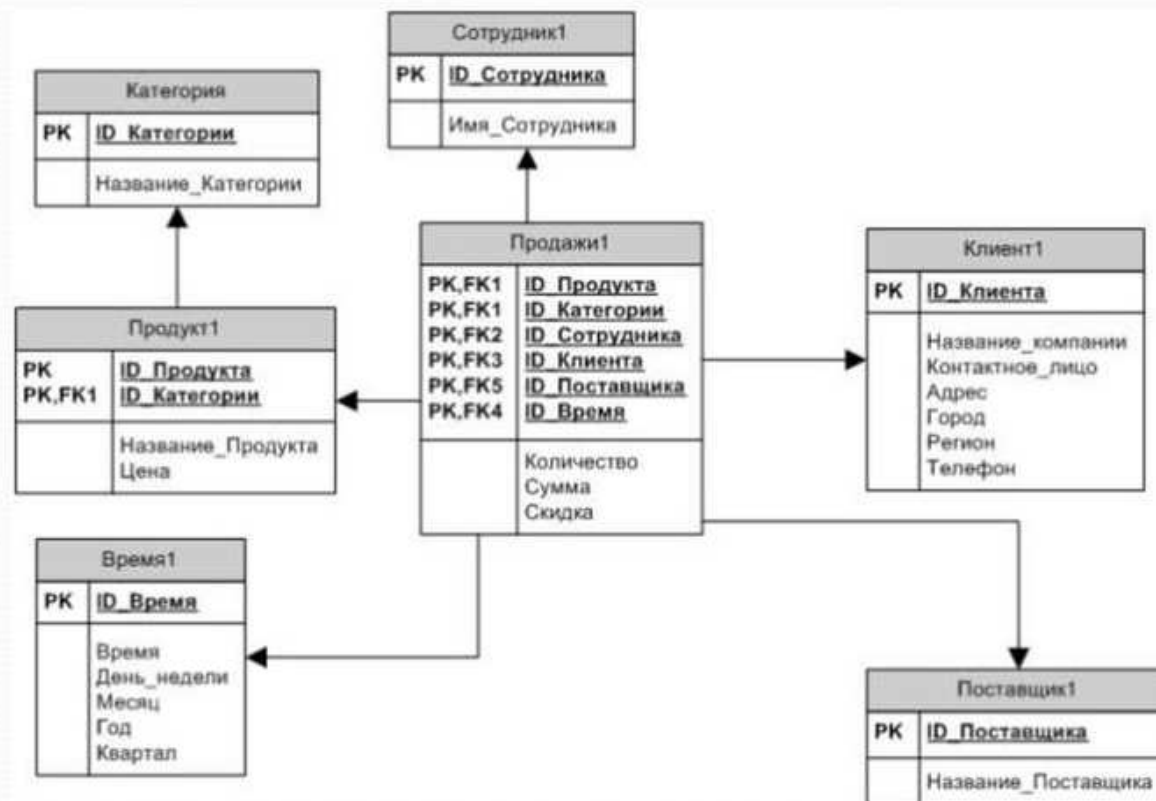 Сотрудник1
PK ID_Сотрудника
Имя_Сотрудника
Категория
PK ID_Категории
Название_Категории
Продажи1
PK,FK1 ID_Продукта
PK,FK1 ID_Категории
PK,FK2 ID_Сотрудника
PK,FK3 ID_Клиента
PK,FK5 ID_Поставщика
PK,FK4 ID_Время
Количество
Сумма
Скидка
Клиент1
PK ID_Клиента
Название_компании
Контактное_лицо
Адрес
Город
Регион
Телефон
Продукт1
PK ID_Продукта
PK,FK1 ID_Категории
Название_Продукта
Цена
Время1
PK ID_Время
Время
День_недели
Месяц
Год
Квартал
Поставщик1
PK ID_Поставщика
Название_Поставщика